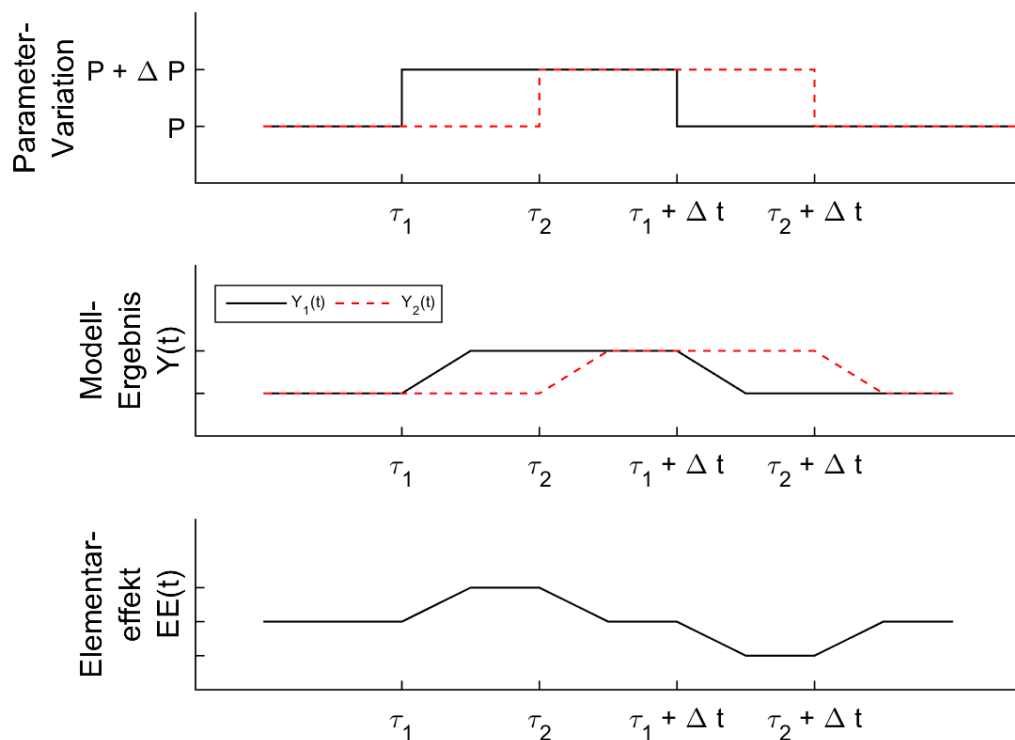 Parameter-
Variation
P + Δ P
P
τ1 τ2 τ1 + Δ t τ2 + Δ t
Modell-
Ergebnis
Y(t)
Y1(t) Y2(t)
τ1 τ2 τ1 + Δ t τ2 + Δ t
Elementar-
effekt
EE(t)
τ1 τ2 τ1 + Δ t τ2 + Δ t